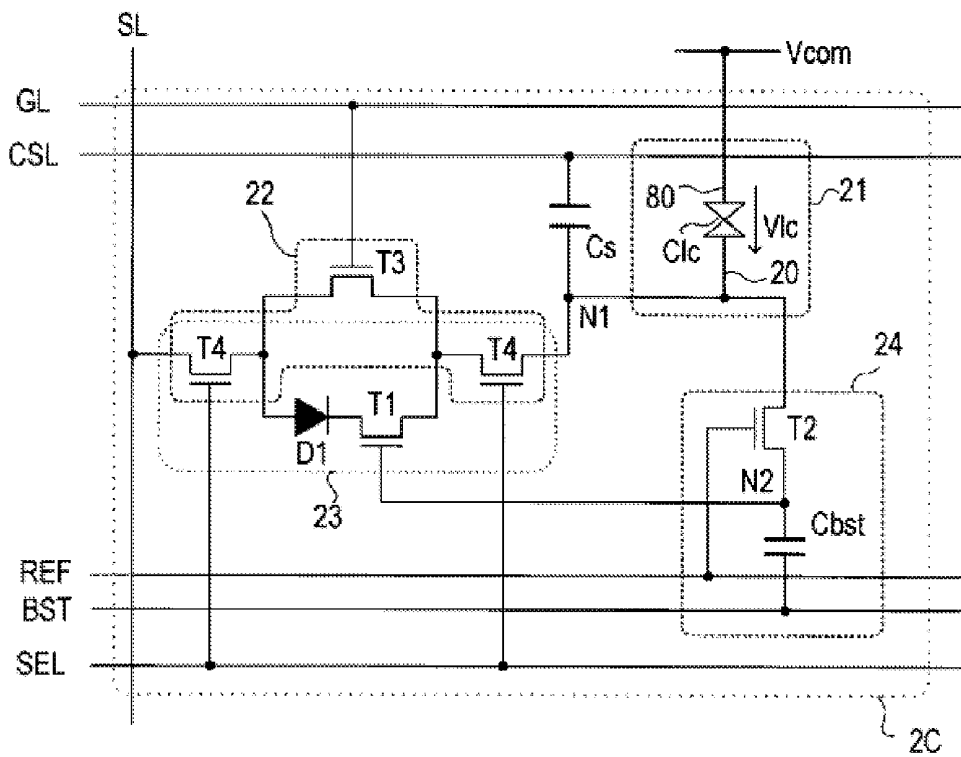 SL
Vcom
GL
CSL
22
80
21
Clc
Vlc
Cs
20
T3
N1
T4
T4
24
T1
T2
D1
N2
23
Cbst
REF
BST
SEL
2C